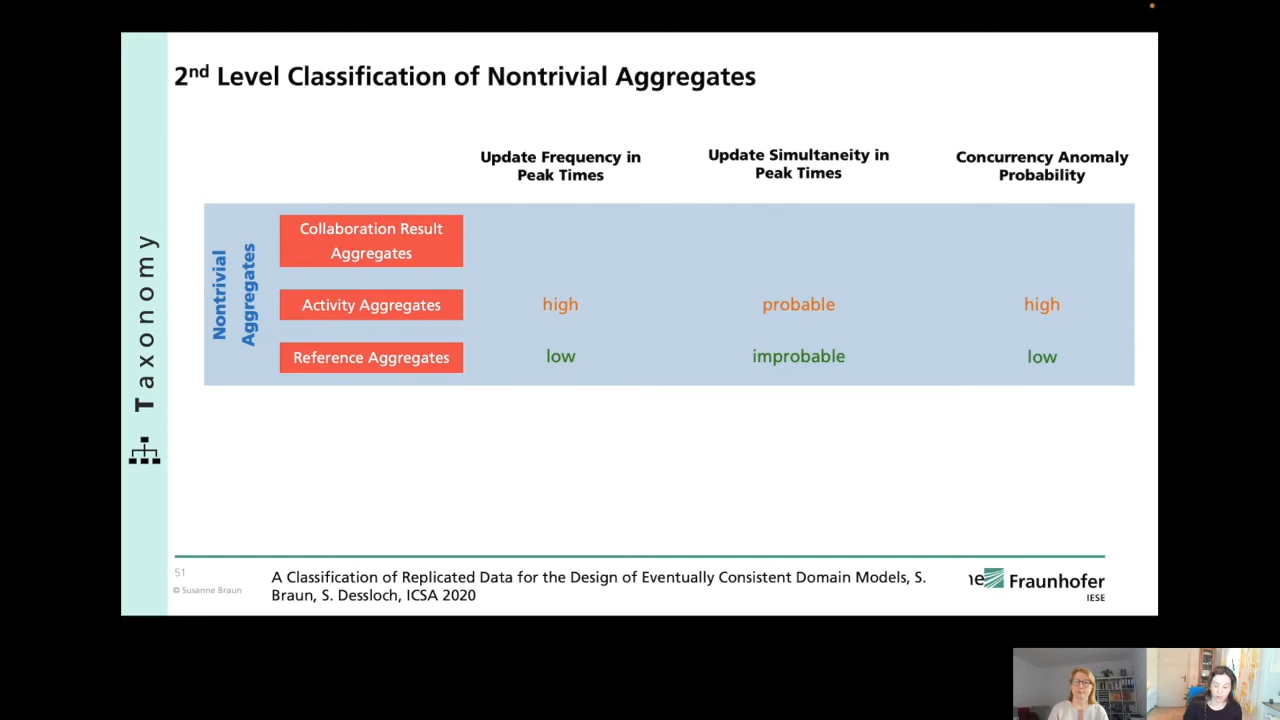 2nd Level Classification of Nontrivial Aggregates
Update Frequency in
Peak Times
Update Simultaneity in
Peak Times
Concurrency Anomaly
Probability
Taxonomy
Nontrivial
Aggregates
Collaboration Result
Aggregates
Activity Aggregates
high
probable
high
Reference Aggregates
low
improbable
low
51
© Susanne Braun
A Classification of Replicated Data for the Design of Eventually Consistent Domain Models, S.
Braun, S. Dessloch, ICSA 2020
Fraunhofer
IESE